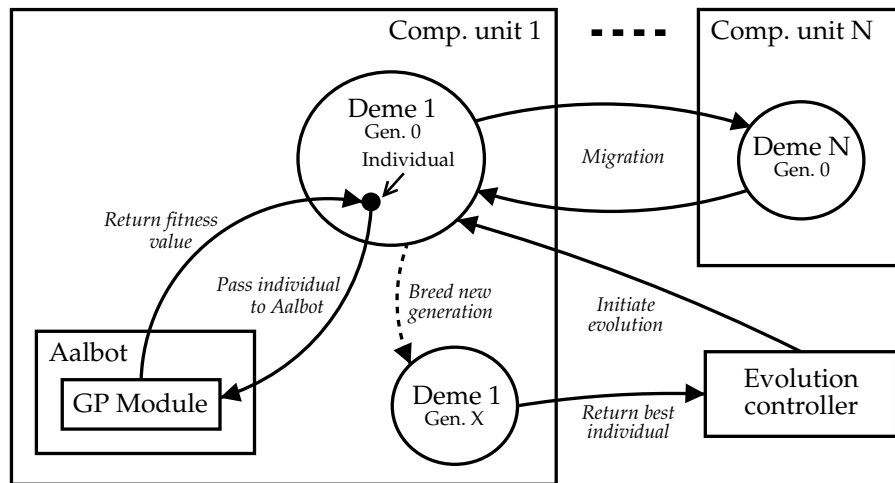 Comp. unit 1
Comp. unit N
Deme 1
Gen. 0
Individual
Migration
Deme N
Gen. 0
Return fitness
value
Pass individual
to Aalbot
Breed new
generation
Initiate
evolution
Aalbot
GP Module
Deme 1
Gen. X
Return best
individual
Evolution
controller